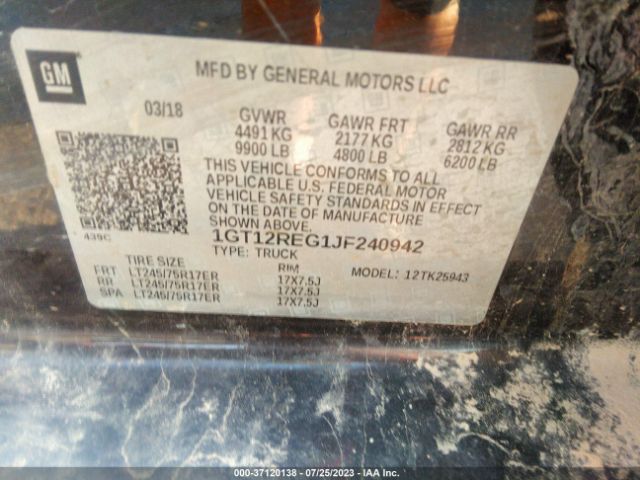 GM
MFD BY GENERAL MOTORS LLC
03/18
GVWR GAWR FRT GAWR RR
4491 KG 2177 KG 2812 KG
9900 LB 4800 LB 6200 LB
THIS VEHICLE CONFORMS TO ALL
APPLICABLE U.S. FEDERAL MOTOR
VEHICLE SAFETY STANDARDS IN EFFECT
ON THE DATE OF MANUFACTURE
SHOWN ABOVE.
439C
1GT12REG1JF240942
TYPE: TRUCK
MODEL: 12TK25943
TIRE SIZE RIM
FRT LT245/75R17ER 17X7.5J
RR LT245/75R17ER 17X7.5J
SPA LT245/75R17ER 17X7.5J
000-37120138 - 07/25/2023 - IAA Inc.